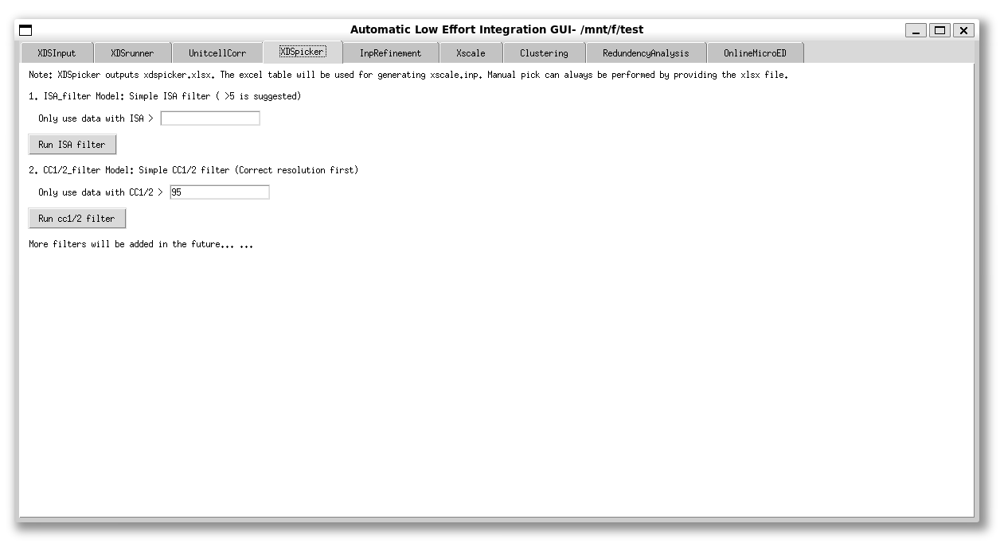 Automatic Low Effort Integration GUI- /mnt/f/test
XDSInput XDSrunner UnitcellCorr XDSpicker InpRefinement Xscale Clustering RedundencyAnalysis OnlineMicroED
Note: XDSpicker outputs xdspicker.xlsx. The excel table will be used for generating xscale.inp. Manual pick can always be performed by providing the xlsx file.
1. ISA_filter Model: Simple ISA filter ( >5 is suggested)
Only use data with ISA >
Run ISA filter
2. CC1/2_filter Model: Simple CC1/2 filter (Correct resolution first)
Only use data with CC1/2 > 95
Run cc1/2 filter
More filters will be added in the future... ...